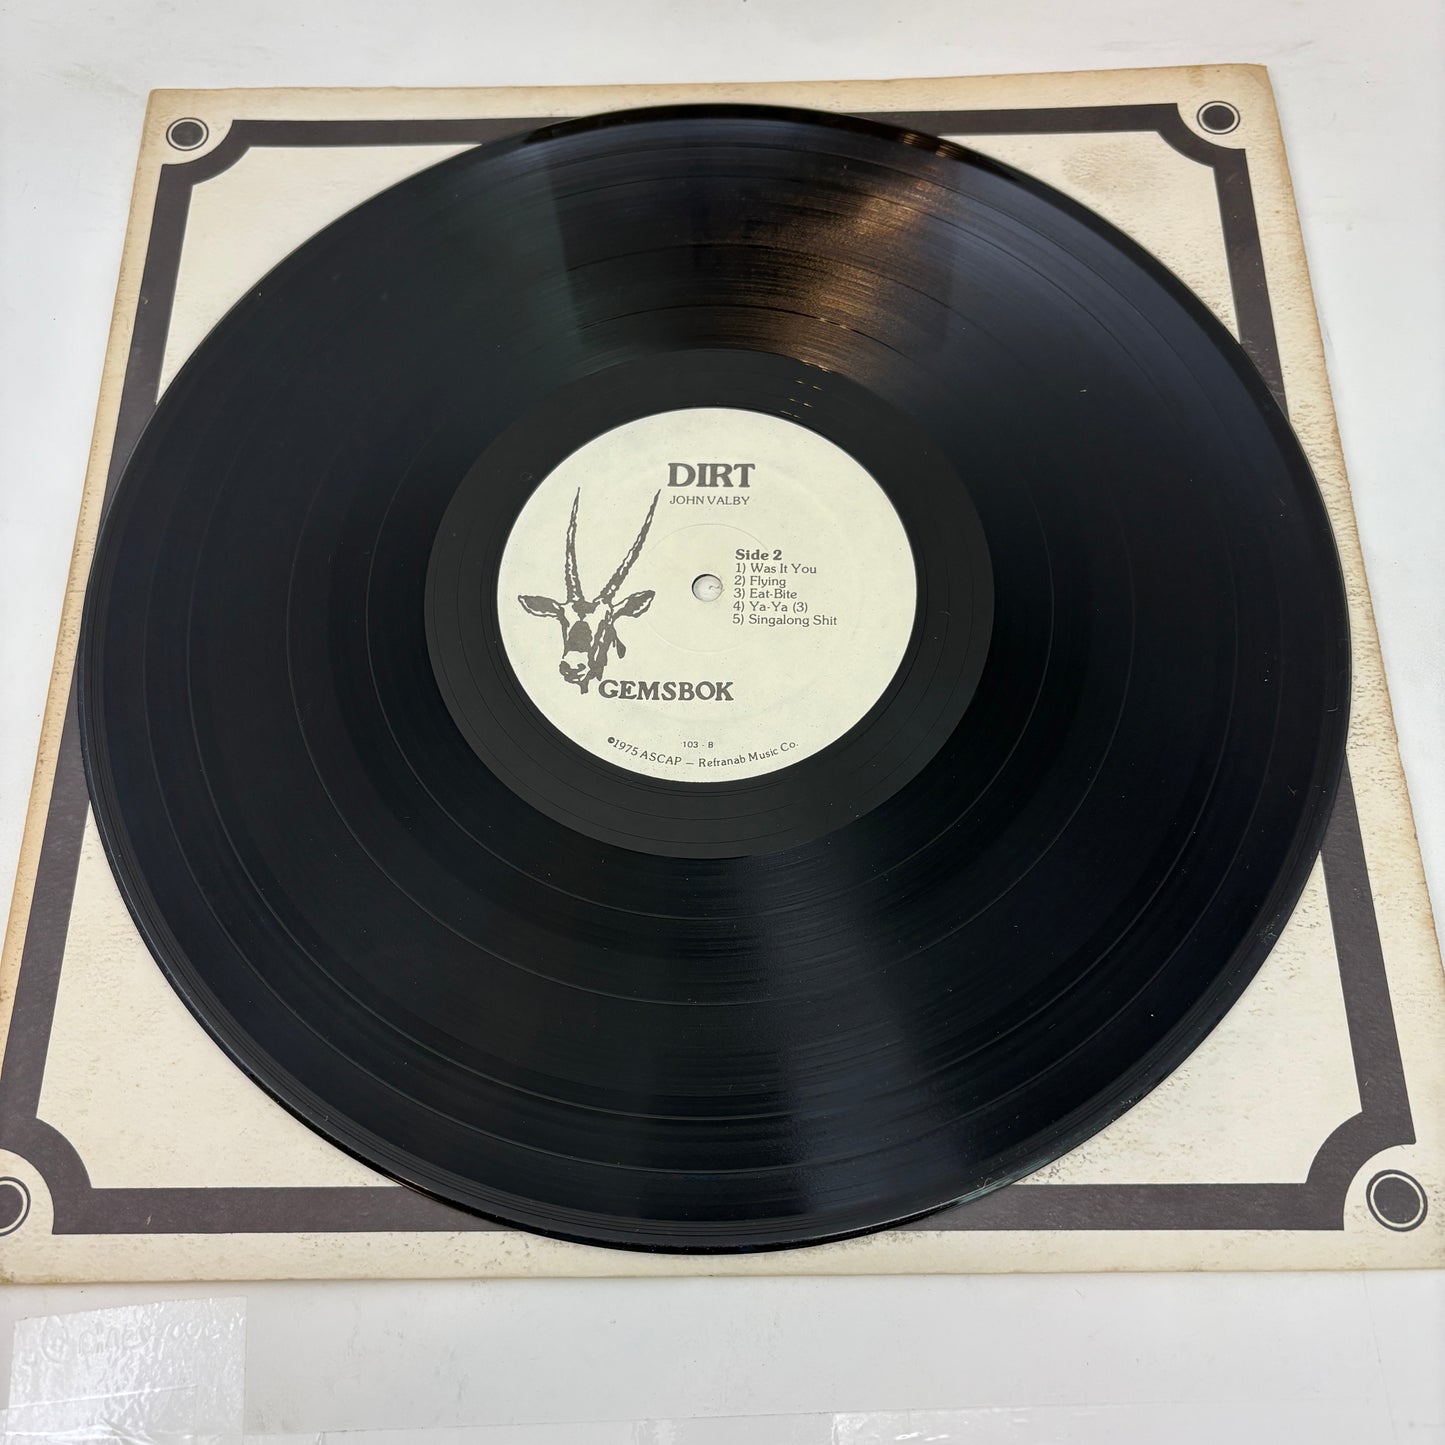 DIRT
JOHN VALBY
Side 2
1) Was It You
2) Flying
3) Eat-Bite
4) Ya-Ya (3)
5) Singalong Shit
GEMSBOK
103 - B
©1975 ASCAP — Refranab Music Co.